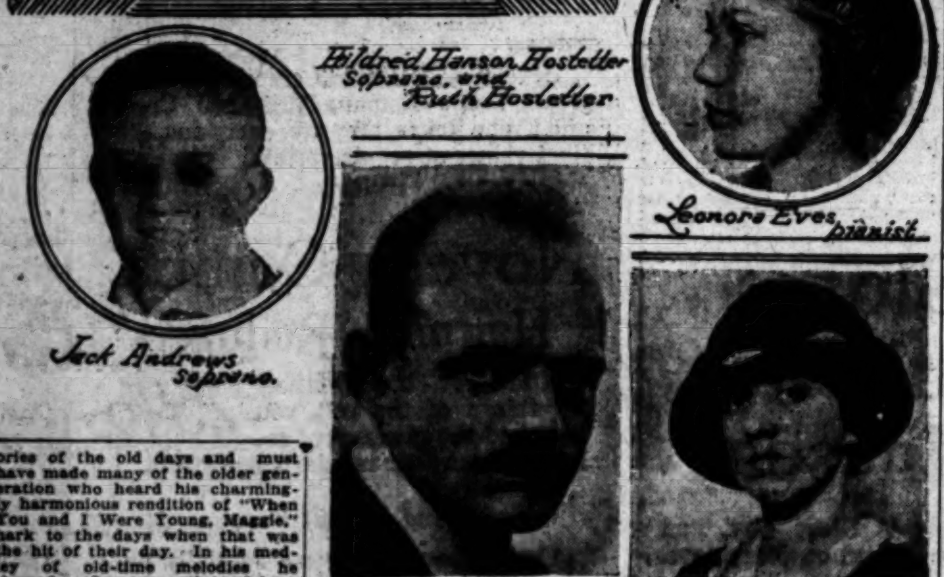 Hildred Hanson Hostetler
soprano, and
Ruth Hostetler
Leonora Eves,
pianist
Jack Andrews
soprano.
ories of the old days and must
have made many of the older gen-
eration who heard his charming-
y harmonious rendition of "When
You and I Were Young, Maggie,"
hark to the days when that was
the hit of their day. In his med-
ey of old-time melodies he